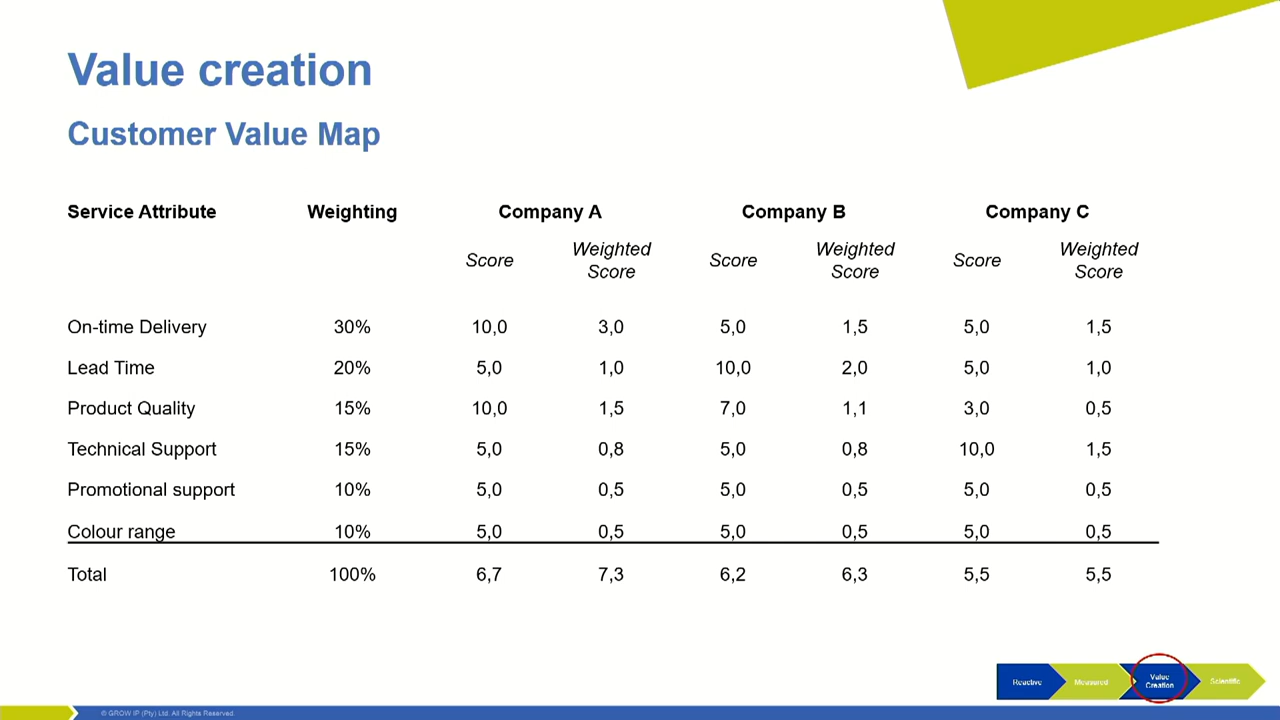 Value creation
Customer Value Map
Service Attribute Weighting Company A Company B Company C
Score Weighted Score Score Weighted Score Score Weighted Score
On-time Delivery 30% 10,0 3,0 5,0 1,5 5,0 1,5
Lead Time 20% 5,0 1,0 10,0 2,0 5,0 1,0
Product Quality 15% 10,0 1,5 7,0 1,1 3,0 0,5
Technical Support 15% 5,0 0,8 5,0 0,8 10,0 1,5
Promotional support 10% 5,0 0,5 5,0 0,5 5,0 0,5
Colour range 10% 5,0 0,5 5,0 0,5 5,0 0,5
Total 100% 6,7 7,3 6,2 6,3 5,5 5,5
Reactive Measured Value Creation Scientific
© GROW IP (Pty) Ltd. All Rights Reserved.